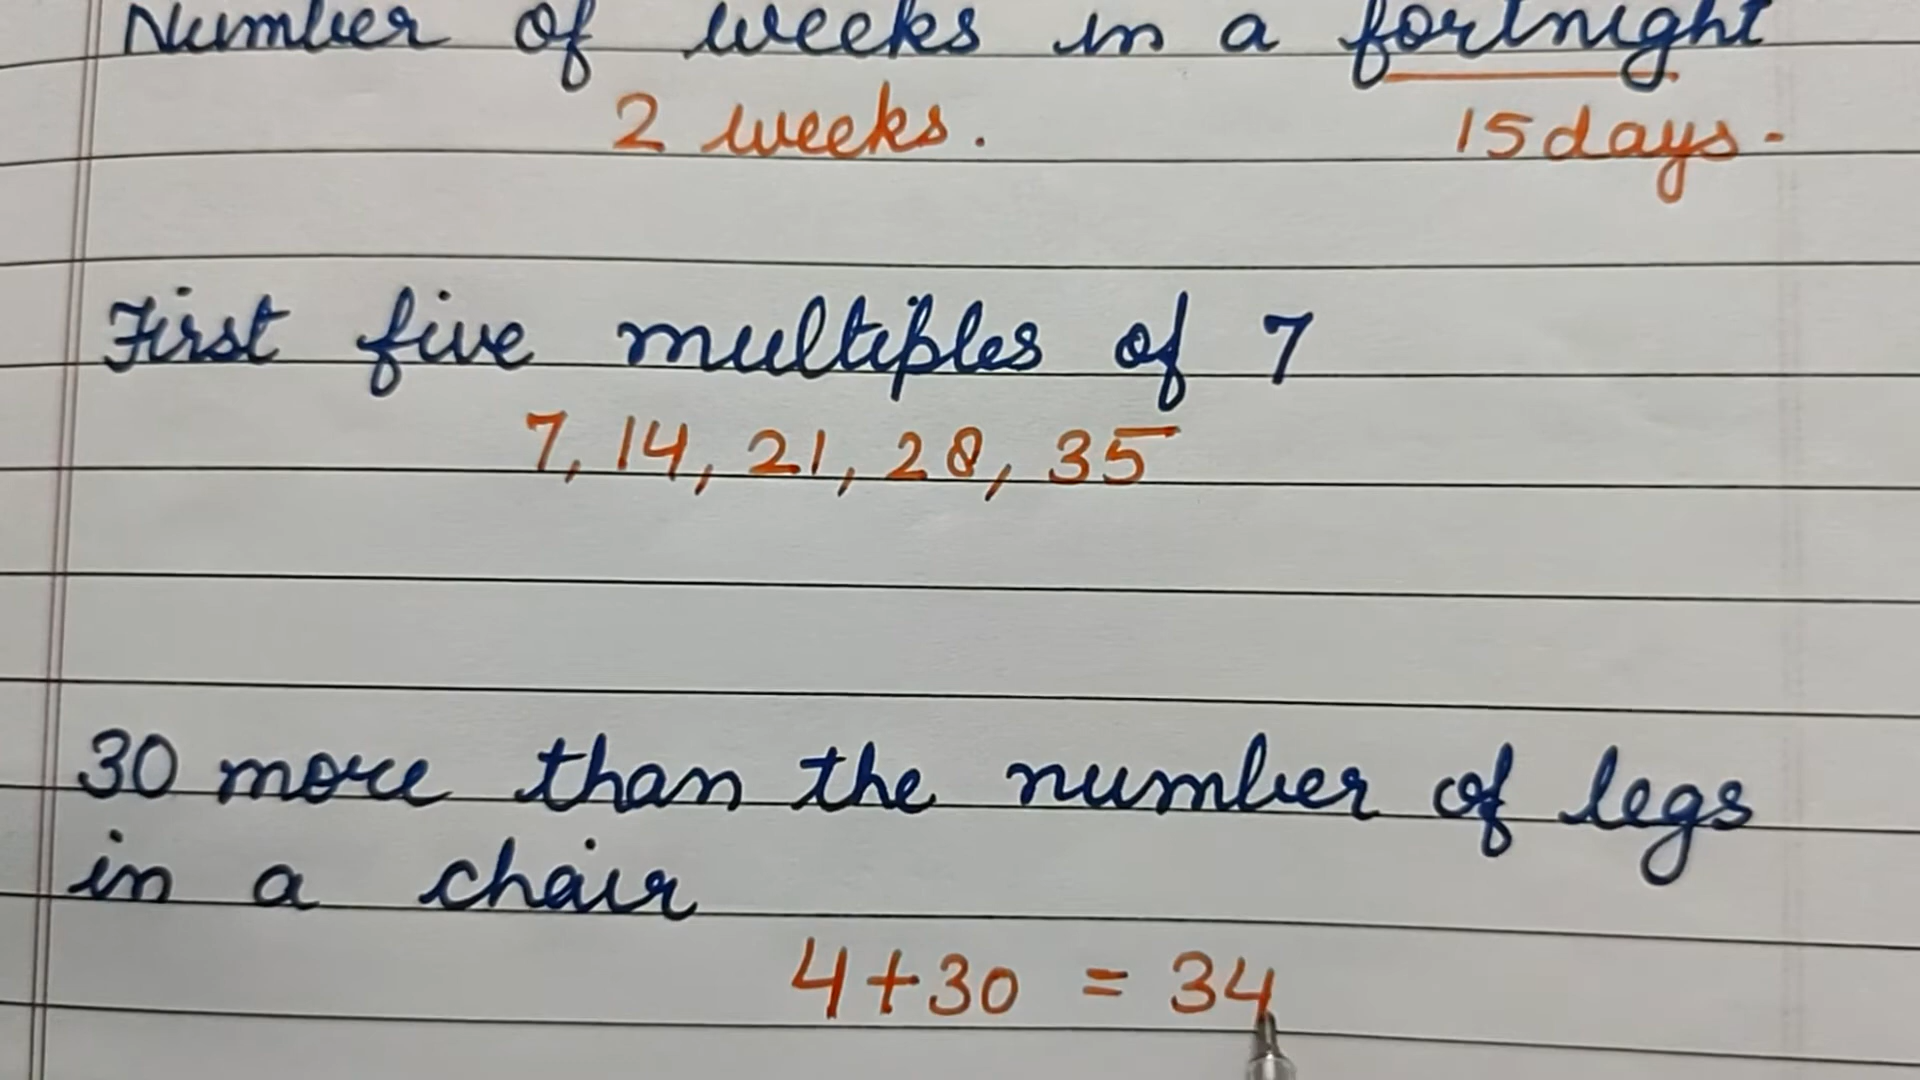 Number of weeks in a fortnight
2 weeks. 15 days.
First five multiples of 7
7, 14, 21, 28, 35
30 more than the number of legs
in a chair
4+30 = 34